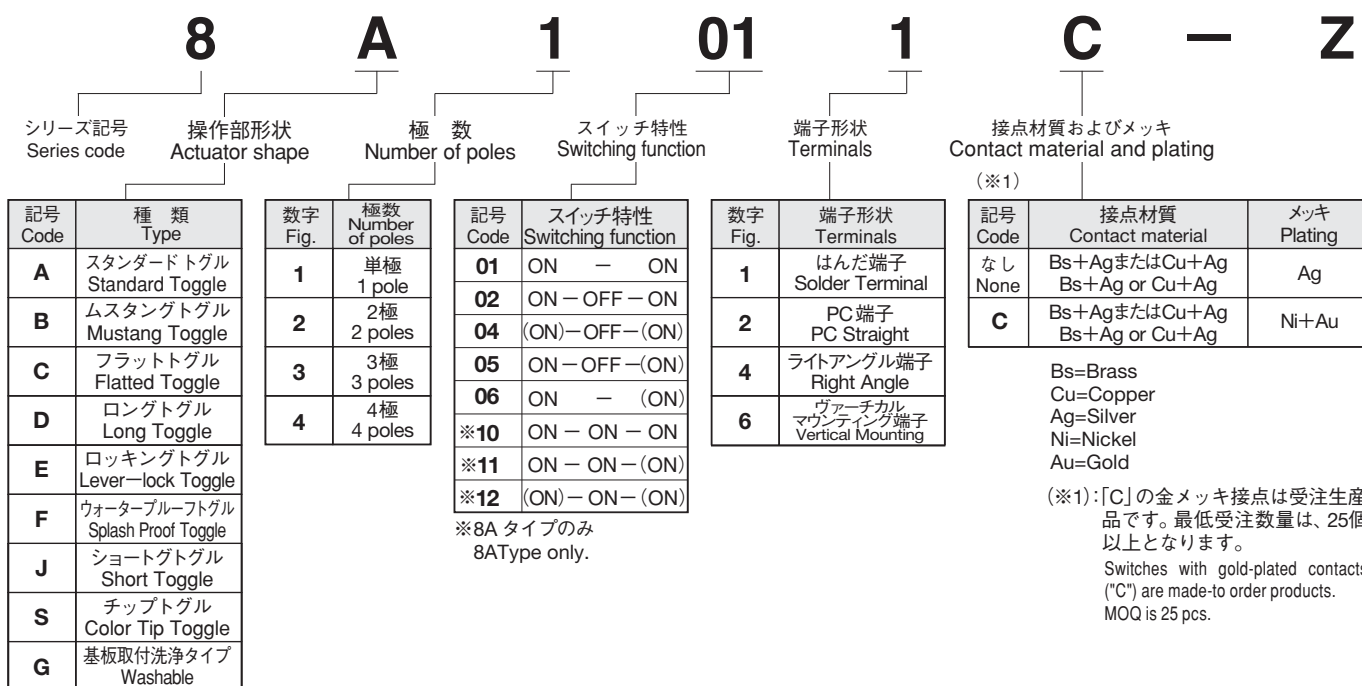 8 A 1 01 1 C － Z
シリーズ記号
Series code
操作部形状
Actuator shape
極　数
Number of poles
スイッチ特性
Switching function
端子形状
Terminals
接点材質およびメッキ
Contact material and plating
（※1）
記号 種　類
Code Type
A スタンダードトグル
Standard Toggle
B ムスタングトグル
Mustang Toggle
C フラットトグル
Flatted Toggle
D ロングトグル
Long Toggle
E ロッキングトグル
Lever—lock Toggle
F ウォータープルーフトグル
Splash Proof Toggle
J ショートグトグル
Short Toggle
S チップトグル
Color Tip Toggle
G 基板取付洗浄タイプ
Washable
数字 極数
Fig. Number
of poles
1 単極
1 pole
2 2極
2 poles
3 3極
3 poles
4 4極
4 poles
記号 スイッチ特性
Code Switching function
01 ON － ON
02 ON－OFF－ON
04 (ON)－OFF－(ON)
05 ON－OFF－(ON)
06 ON － (ON)
※10 ON － ON － ON
※11 ON － ON－(ON)
※12 (ON)－ ON－(ON)
※8A タイプのみ
8AType only.
数字 端子形状
Fig. Terminals
1 はんだ端子
Solder Terminal
2 PC端子
PC Straight
4 ライトアングル端子
Right Angle
6 ヴァーチカル
マウンティング端子
Vertical Mounting
記号 接点材質 メッキ
Code Contact material Plating
なし Bs＋AgまたはCu＋Ag Ag
None Bs＋Ag or Cu＋Ag
C Bs＋AgまたはCu＋Ag Ni＋Au
Bs＋Ag or Cu＋Ag
Bs=Brass
Cu=Copper
Ag=Silver
Ni=Nickel
Au=Gold
（※1）：「C」の金メッキ接点は受注生産
品です。最低受注数量は、25個
以上となります。
Switches with gold-plated contacts
("C") are made-to order products.
MOQ is 25 pcs.